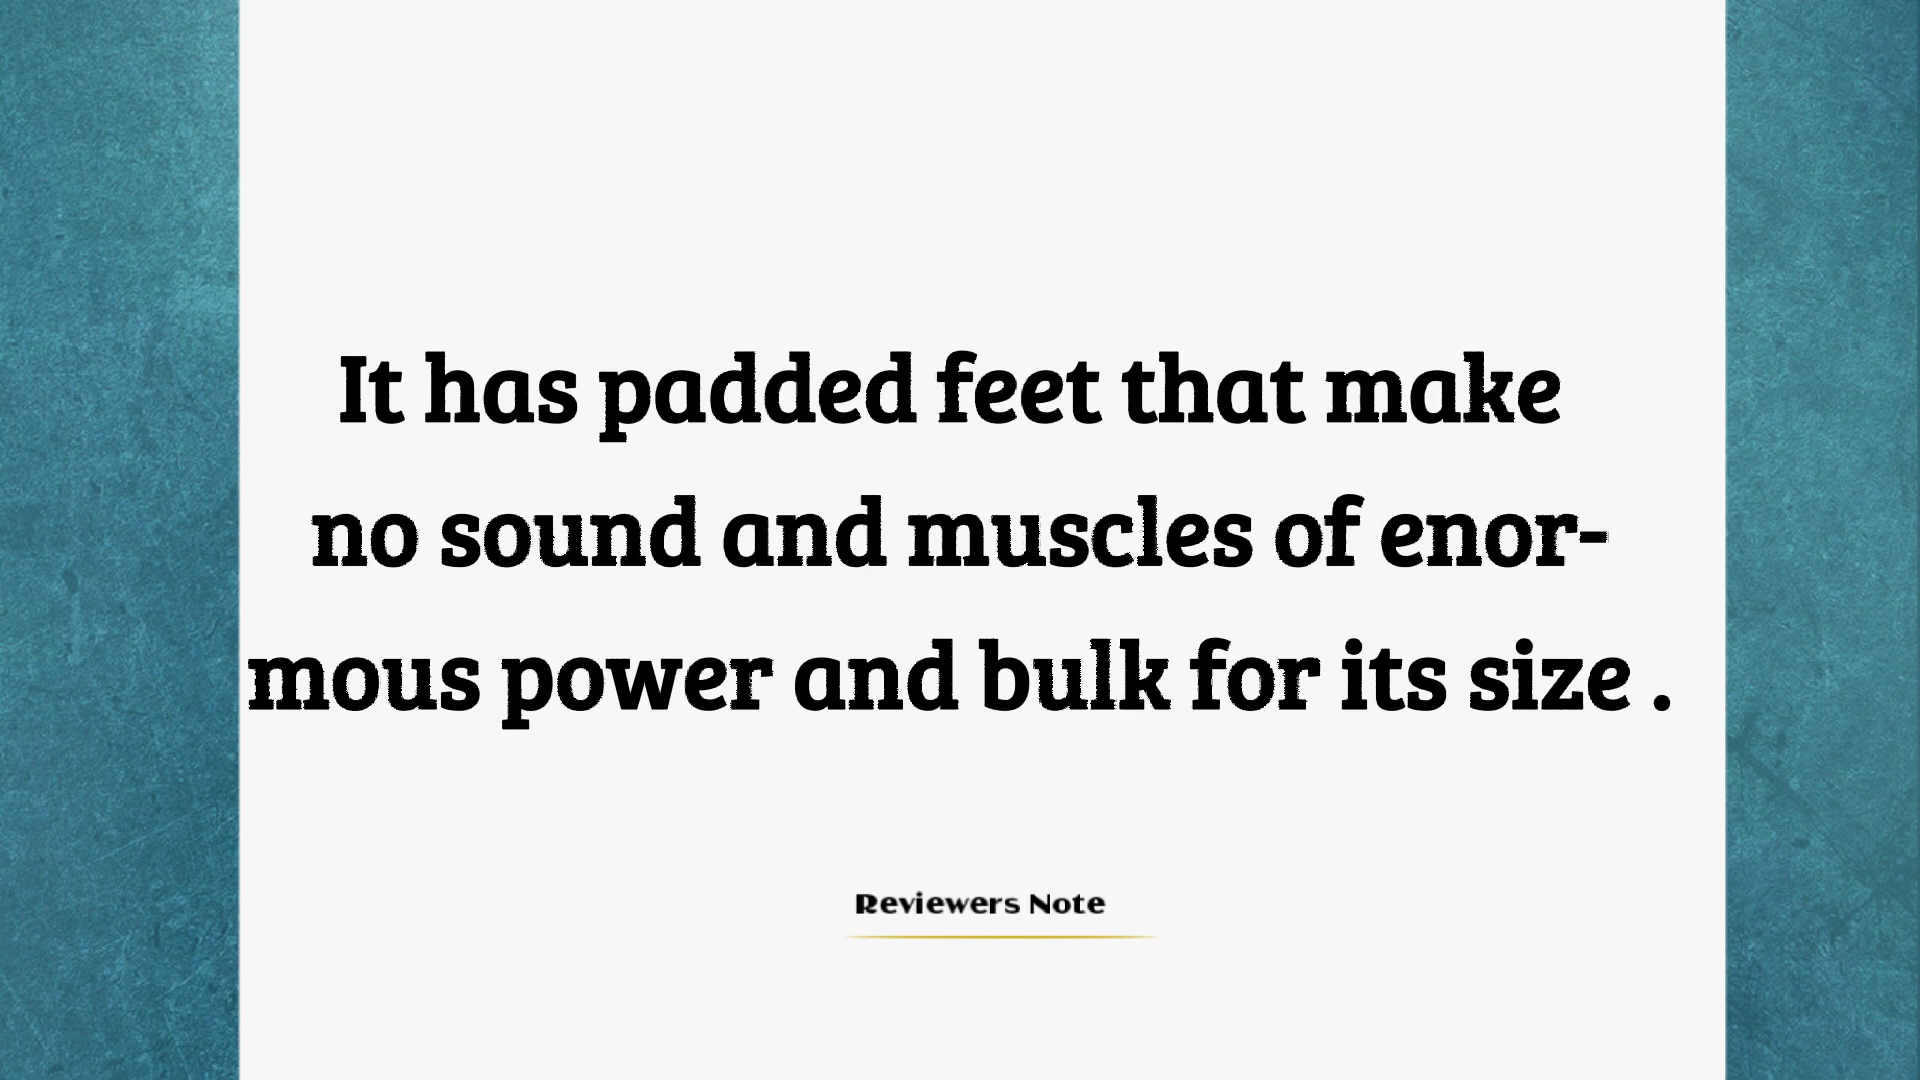 It has padded feet that make
no sound and muscles of enor-
mous power and bulk for its size .
Reviewers Note